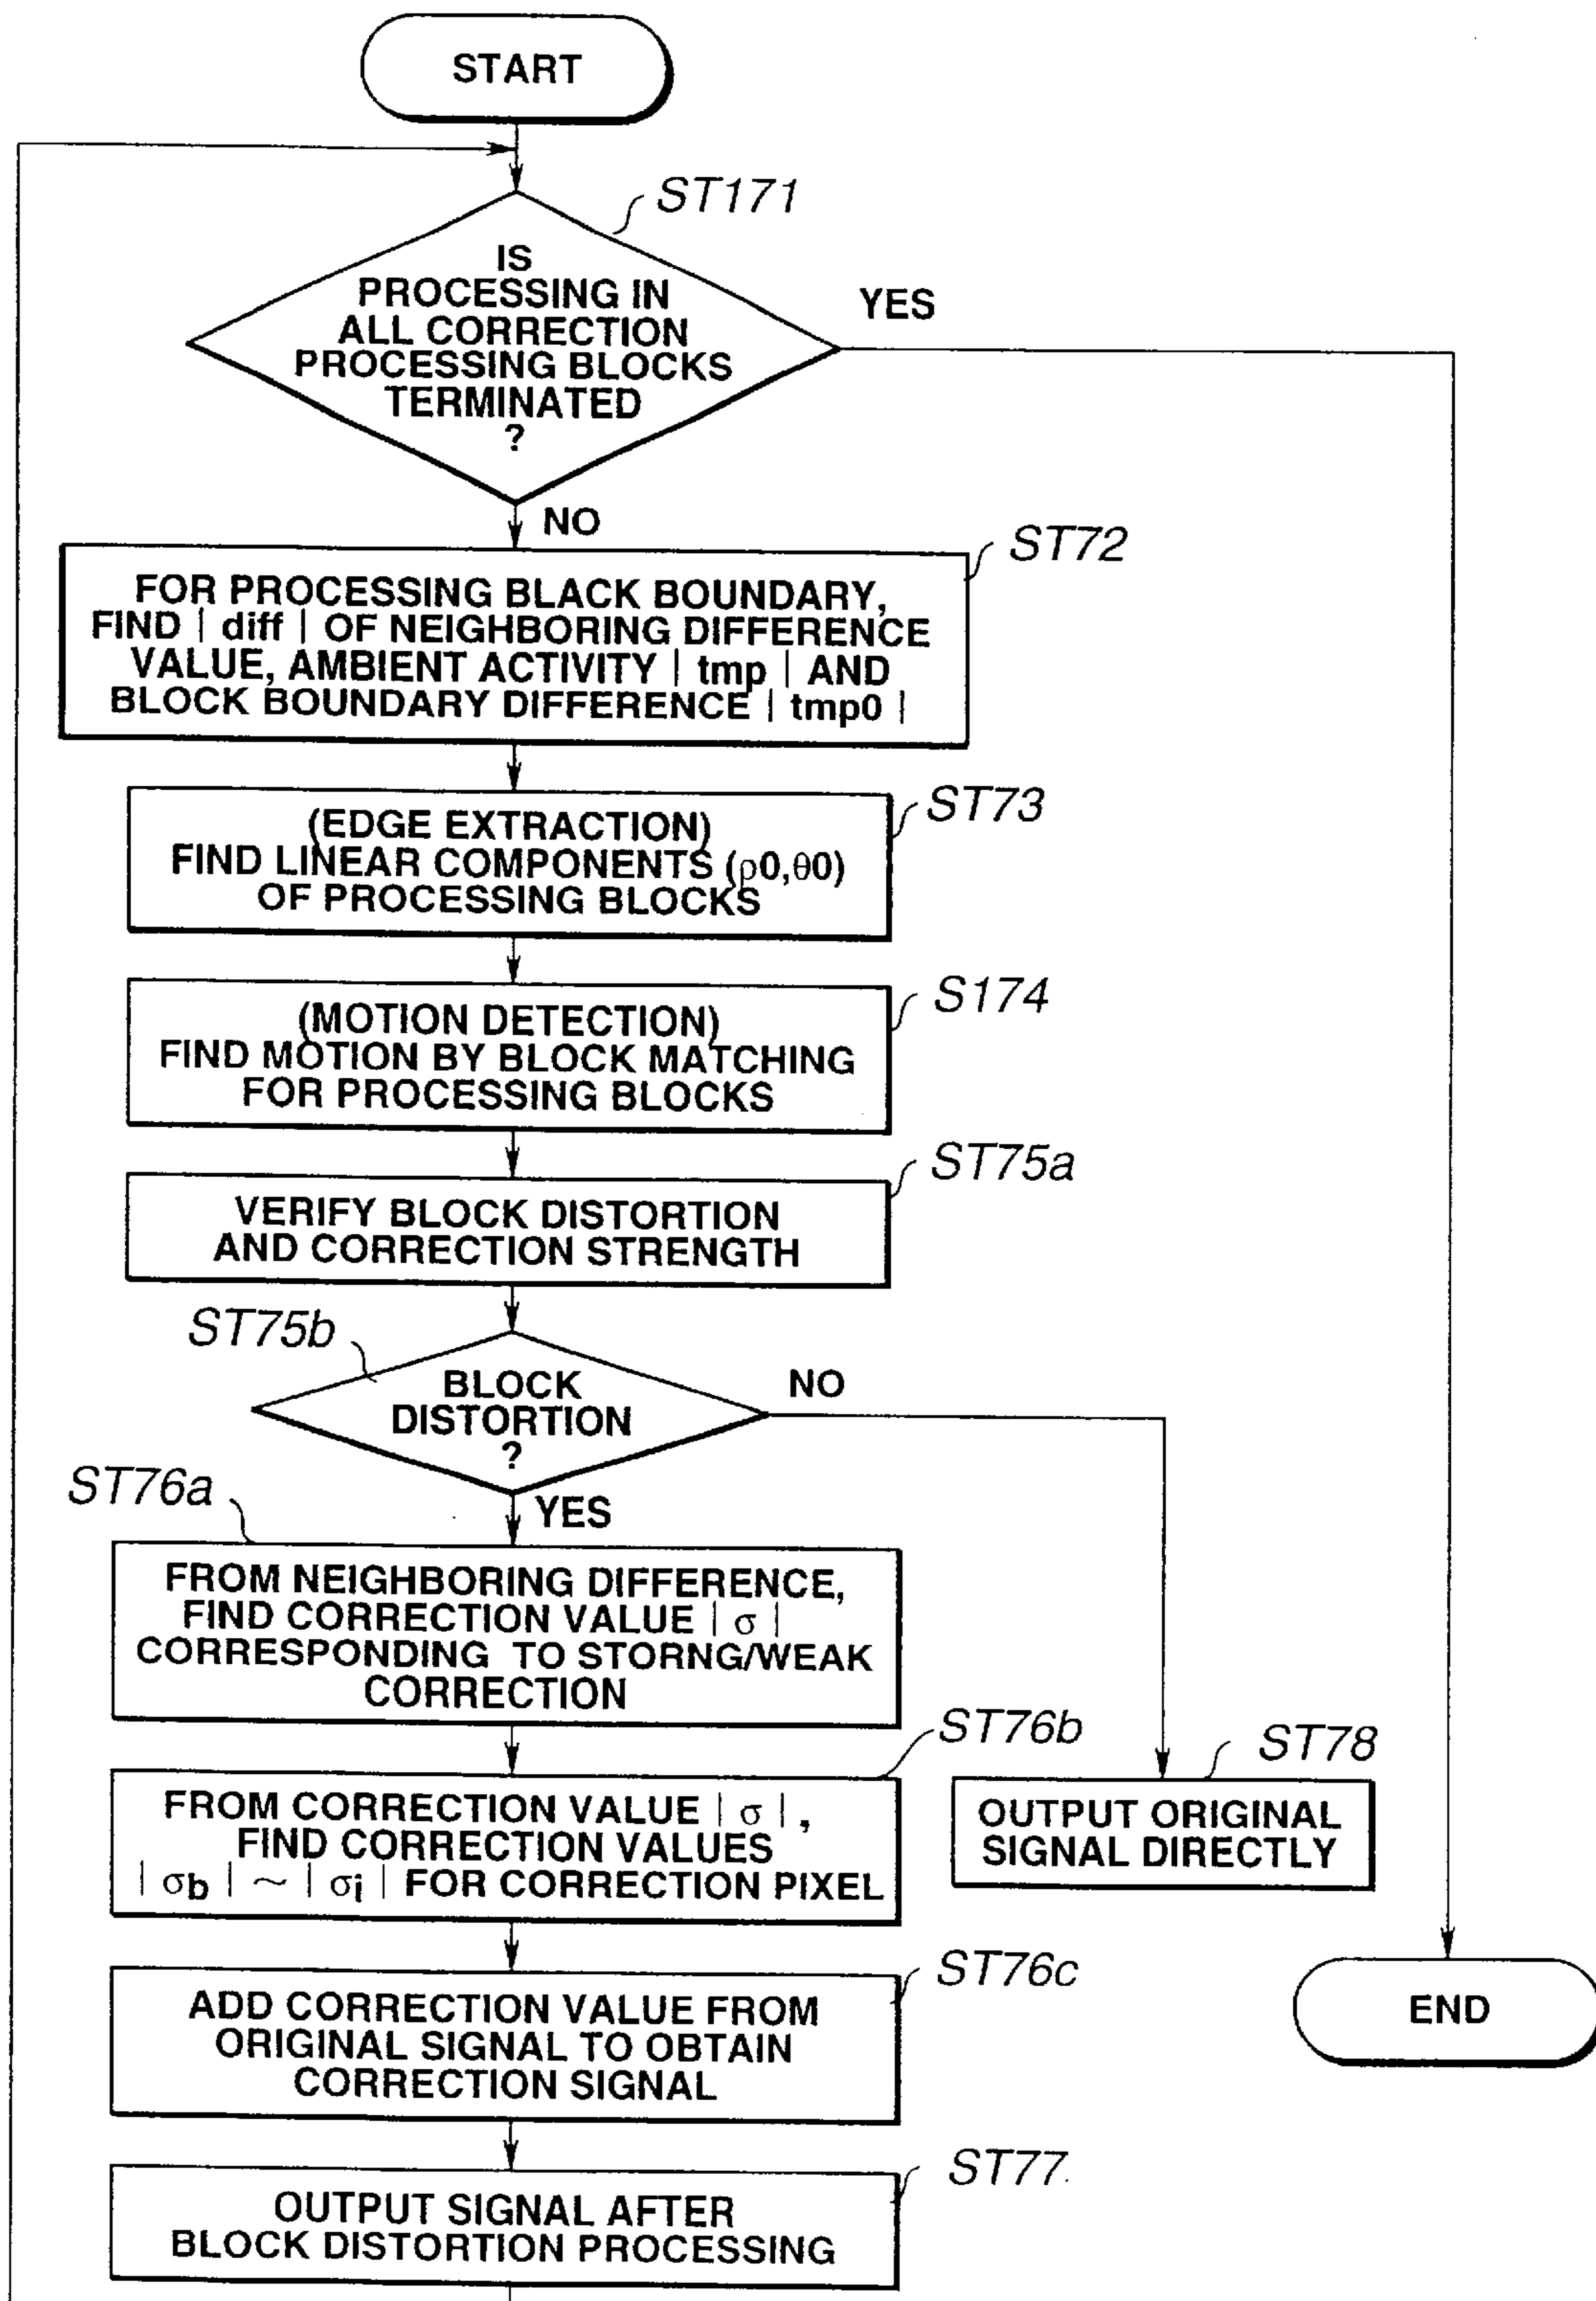 START
ST171
IS
PROCESSING IN
ALL CORRECTION
PROCESSING BLOCKS
TERMINATED
?
YES
NO
ST72
FOR PROCESSING BLACK BOUNDARY,
FIND | diff | OF NEIGHBORING DIFFERENCE
VALUE, AMBIENT ACTIVITY | tmp | AND
BLOCK BOUNDARY DIFFERENCE | tmp0 |
ST73
(EDGE EXTRACTION)
FIND LINEAR COMPONENTS (ρ0,θ0)
OF PROCESSING BLOCKS
S174
(MOTION DETECTION)
FIND MOTION BY BLOCK MATCHING
FOR PROCESSING BLOCKS
ST75a
VERIFY BLOCK DISTORTION
AND CORRECTION STRENGTH
ST75b
BLOCK
DISTORTION
?
NO
YES
ST76a
FROM NEIGHBORING DIFFERENCE,
FIND CORRECTION VALUE | σ |
CORRESPONDING TO STORNG/WEAK
CORRECTION
ST76b
FROM CORRECTION VALUE | σ | ,
FIND CORRECTION VALUES
| σb | ~ | σi | FOR CORRECTION PIXEL
ST78
OUTPUT ORIGINAL
SIGNAL DIRECTLY
ST76c
ADD CORRECTION VALUE FROM
ORIGINAL SIGNAL TO OBTAIN
CORRECTION SIGNAL
END
ST77
OUTPUT SIGNAL AFTER
BLOCK DISTORTION PROCESSING